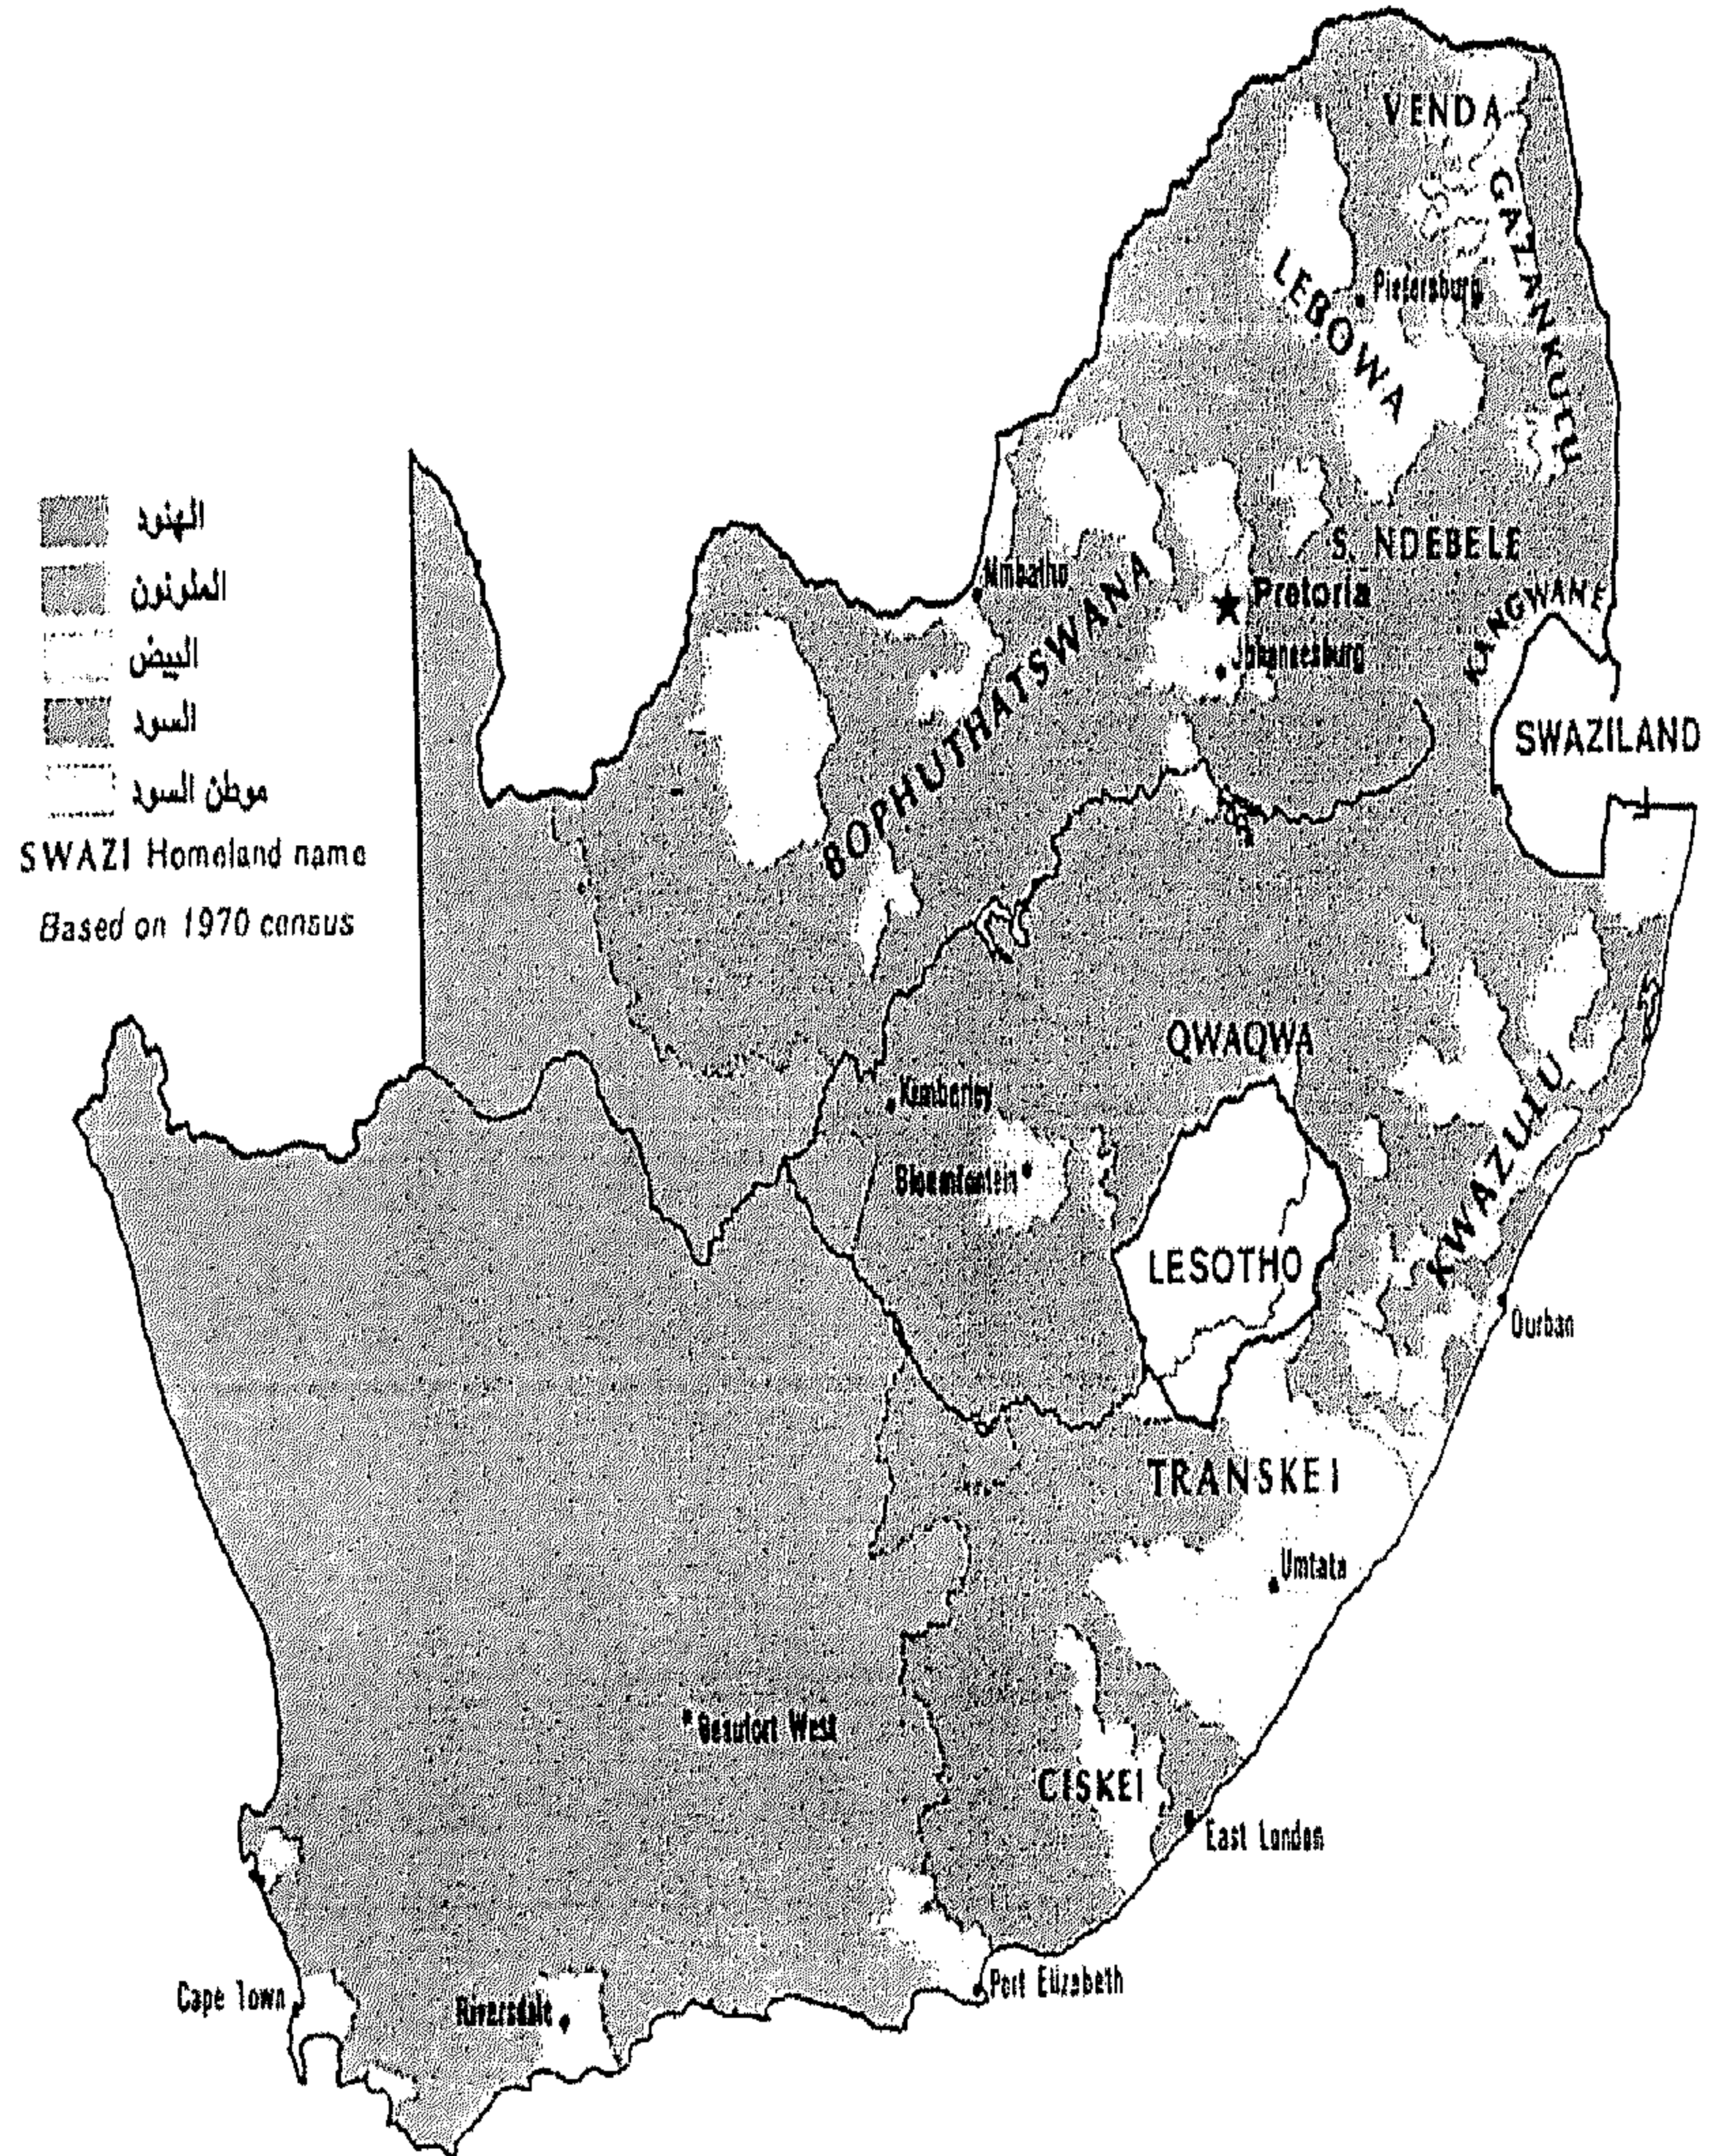 VENDA
GAZANKULU
LEBOWA
Pietersburg
الهنود
الملونون
البيض
السود
موطن السود
SWAZI Homeland name
Based on 1970 census
S. NDEBELE
Mmbatho
Pretoria
KANGWANE
Johannesburg
BOPHUTHATSWANA
SWAZILAND
QWAQWA
Kimberley
KWAZULU
Bloemfontein
LESOTHO
Durban
TRANSKEI
Umtata
Beaufort West
CISKEI
East London
Cape Town
Riversdale
Port Elizabeth